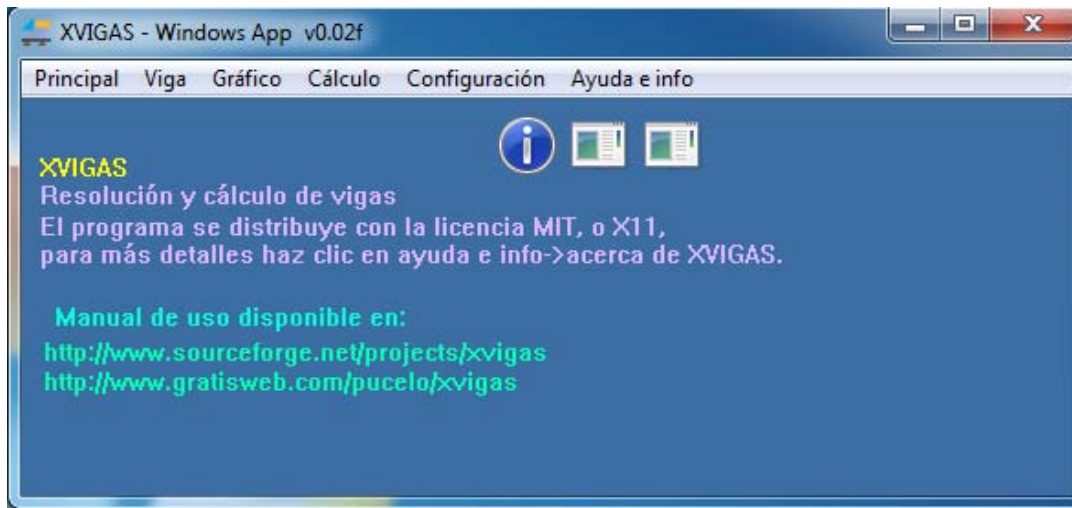 XVIGAS - Windows App v0.02f
Principal Viga Gráfico Cálculo Configuración Ayuda e info
XVIGAS
Resolución y cálculo de vigas
El programa se distribuye con la licencia MIT, o X11,
para más detalles haz clic en ayuda e info->acerca de XVIGAS.
Manual de uso disponible en:
http://www.sourceforge.net/projects/xvigas
http://www.gratisweb.com/pucelo/xvigas